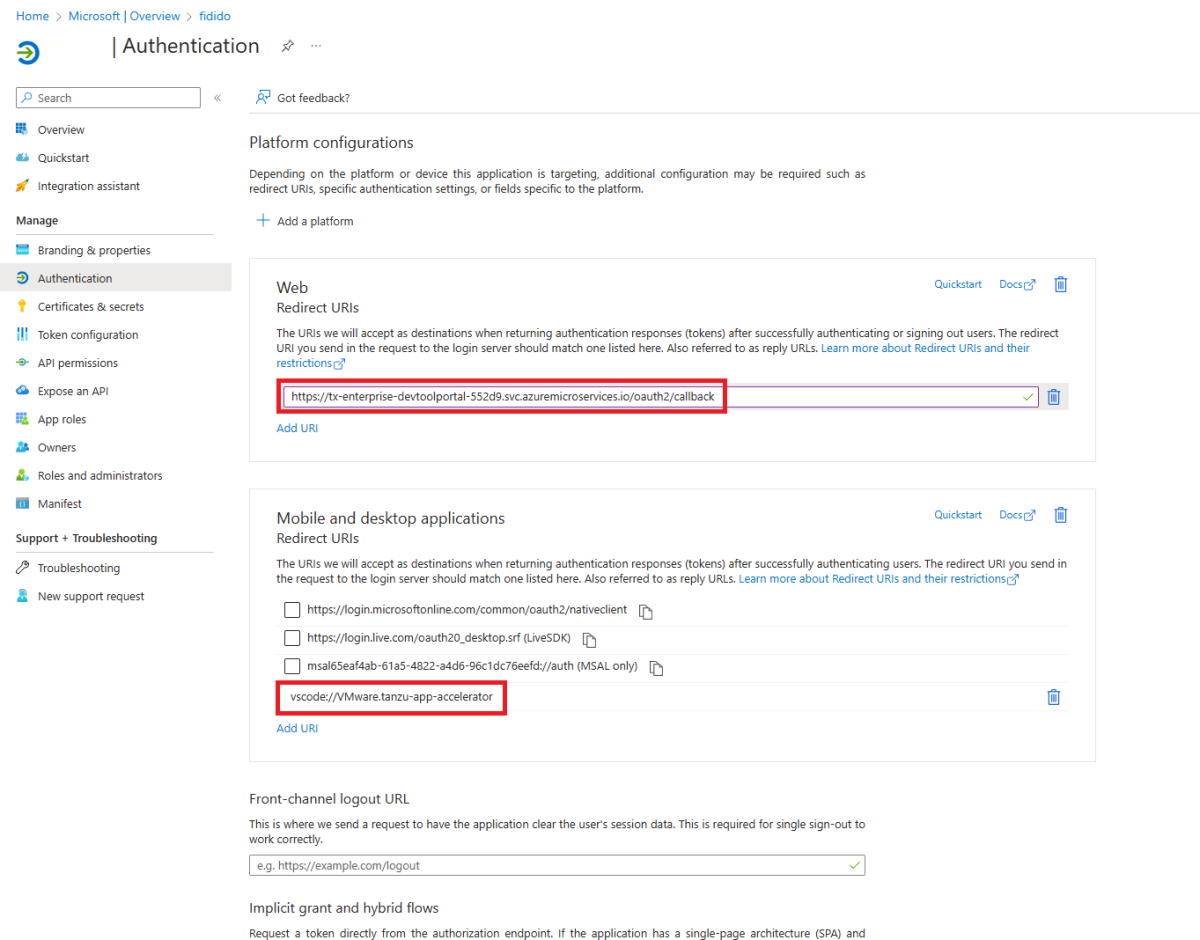 Home > Microsoft | Overview > fidido
| Authentication ...
Search «
Got feedback?
Overview
Quickstart
Integration assistant
Manage
Branding & properties
Authentication
Certificates & secrets
Token configuration
API permissions
Expose an API
App roles
Owners
Roles and administrators
Manifest
Support + Troubleshooting
Troubleshooting
New support request
Platform configurations
Depending on the platform or device this application is targeting, additional configuration may be required such as
redirect URIs, specific authentication settings, or fields specific to the platform.
+ Add a platform
Web
Quickstart Docs
Redirect URIs
The URIs we will accept as destinations when returning authentication responses (tokens) after successfully authenticating or signing out users. The redirect
URI you send in the request to the login server should match one listed here. Also referred to as reply URLs. Learn more about Redirect URIs and their
restrictions
https://tx-enterprise-devtoolportal-552d9.svc.azuremicroservices.io/oauth2/callback
Add URI
Mobile and desktop applications
Quickstart Docs
Redirect URIs
The URIs we will accept as destinations when returning authentication responses (tokens) after successfully authenticating users. The redirect URI you send in
the request to the login server should match one listed here. Also referred to as reply URLs. Learn more about Redirect URIs and their restrictions
https://login.microsoftonline.com/common/oauth2/nativeclient
https://login.live.com/oauth20_desktop.srf (LiveSDK)
msal65eaf4ab-61a5-4822-a4d6-96c1dc76eefd://auth (MSAL only)
vscode://VMware.tanzu-app-accelerator
Add URI
Front-channel logout URL
This is where we send a request to have the application clear the user's session data. This is required for single sign-out to
work correctly.
e.g. https://example.com/logout
Implicit grant and hybrid flows
Request a token directly from the authorization endpoint. If the application has a single-page architecture (SPA) and